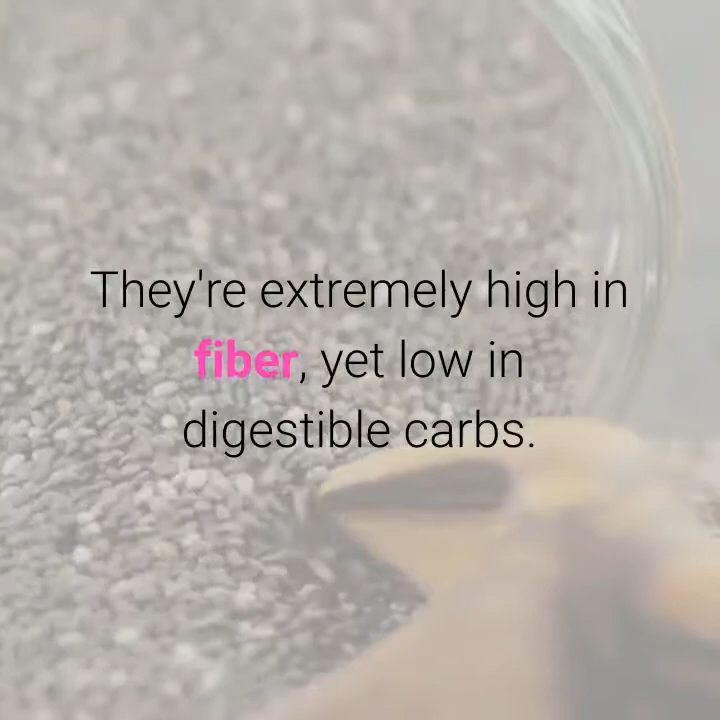 They're extremely high in
fiber, yet low in
digestible carbs.